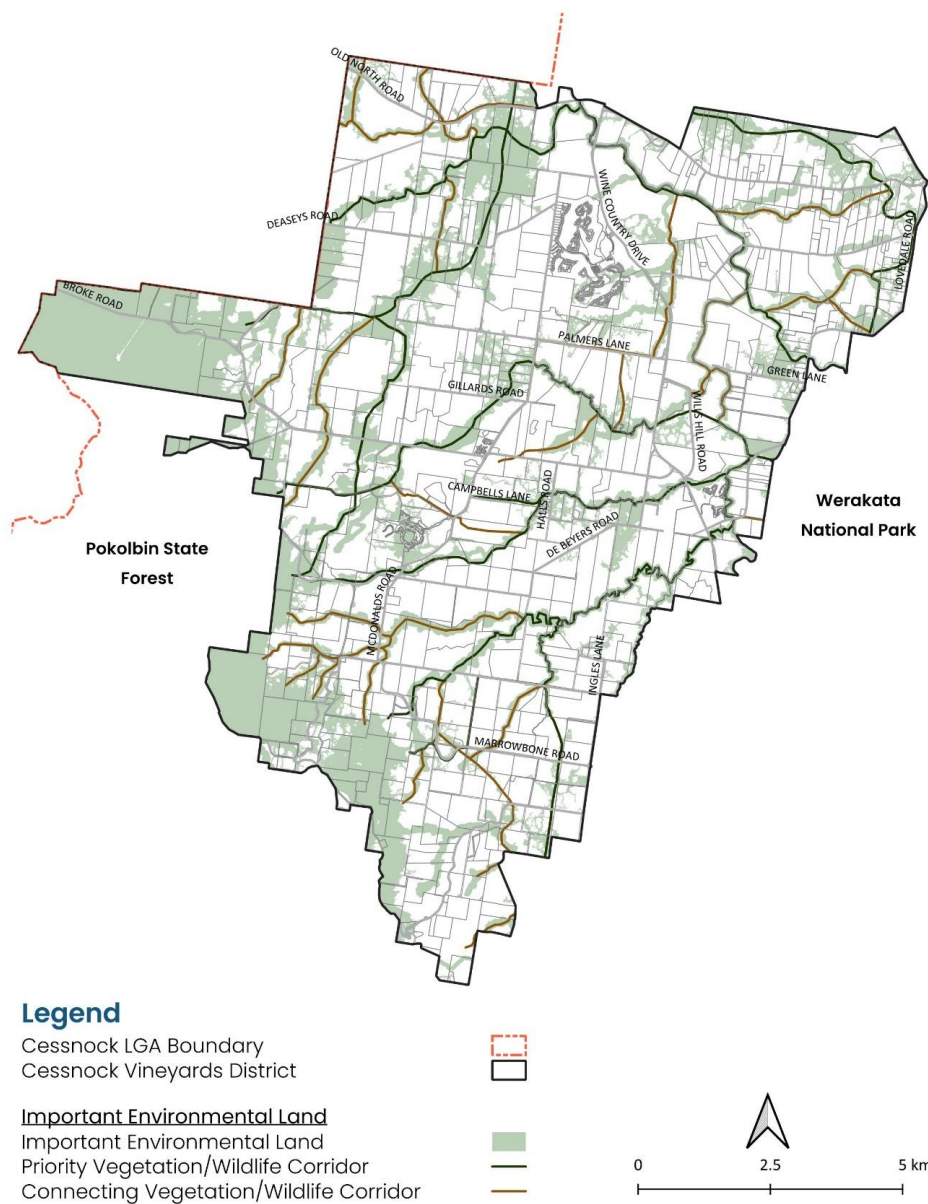 OLD NORTH ROAD
WINE COUNTRY DRIVE
DEASEYS ROAD
LOVEDALE ROAD
BROKE ROAD
PALMERS LANE
GREEN LANE
GILLARDS ROAD
WILLS HILL ROAD
CAMPBELLS LANE
HALLS ROAD
DE BEYERS ROAD
Werakata
National Park
Pokolbin State
Forest
MCDONALDS ROAD
INGLES LANE
MARROWBONE ROAD
Legend
Cessnock LGA Boundary
Cessnock Vineyards District
Important Environmental Land
Important Environmental Land
Priority Vegetation/Wildlife Corridor
Connecting Vegetation/Wildlife Corridor
0 2.5 5 km